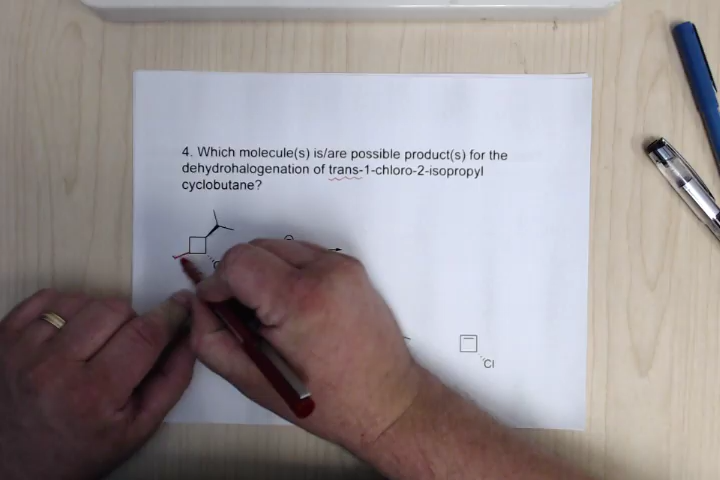 4. Which molecule(s) is/are possible product(s) for the
dehydrohalogenation of trans-1-chloro-2-isopropyl
cyclobutane?
Cl